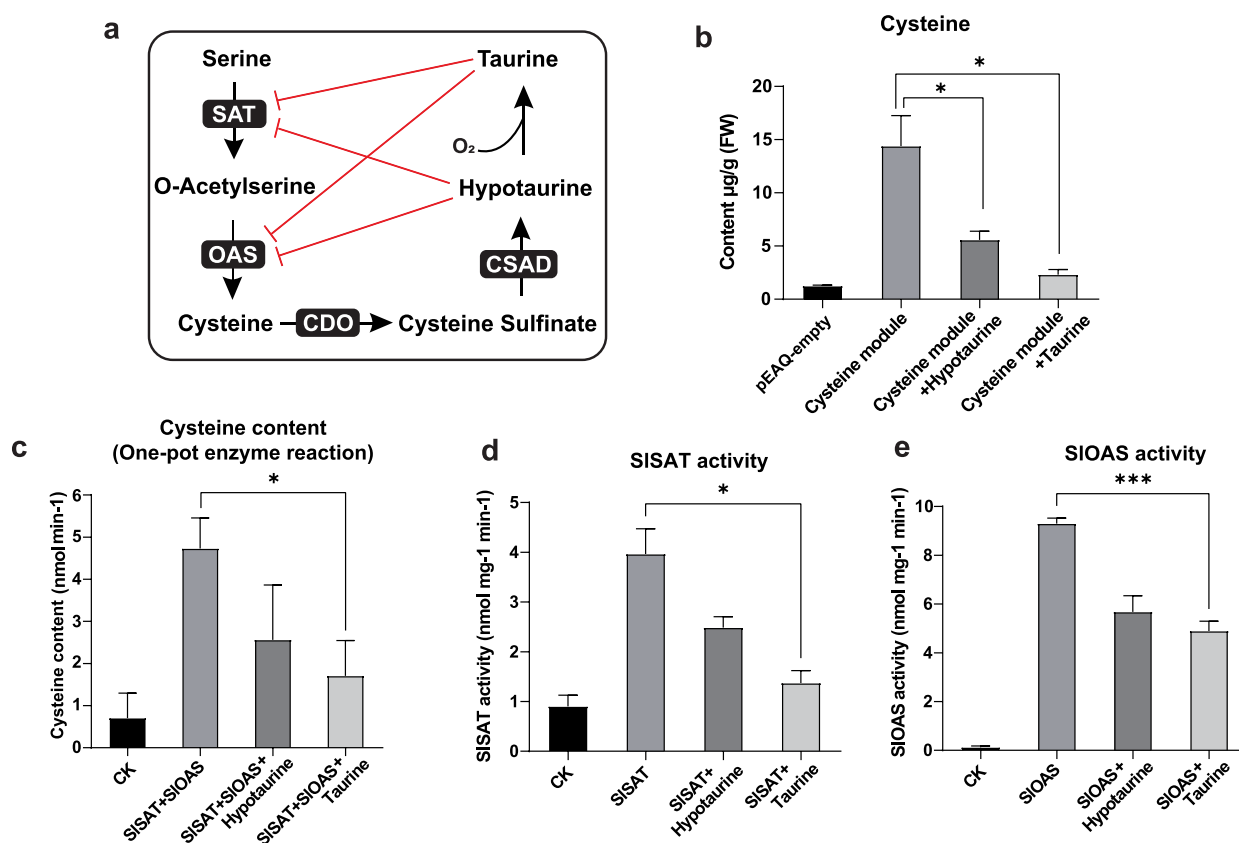 a
Serine
Taurine
SAT
O₂
O-Acetylserine
Hypotaurine
OAS
CSAD
Cysteine
CDO
Cysteine Sulfinate
b
Cysteine
Content µg/g (FW)
20
15
10
5
0
*
*
pEAQ-empty
Cysteine module
Cysteine module
+Hypotaurine
Cysteine module
+Taurine
c
Cysteine content
(One-pot enzyme reaction)
Cysteine content (nmolmin-1)
6
5
4
3
2
1
0
*
CK
SlSAT+SlOAS
SlSAT+SlOAS+
Hypotaurine
SlSAT+SlOAS+
Taurine
d
SlSAT activity
SlSAT activity (nmol mg-1 min-1)
5
4
3
2
1
0
*
CK
SlSAT
SlSAT+
Hypotaurine
SlSAT+
Taurine
e
SlOAS activity
SlOAS activity (nmol mg-1 min-1)
10
8
6
4
2
0
***
CK
SlOAS
SlOAS+
Hypotaurine
SlOAS+
Taurine